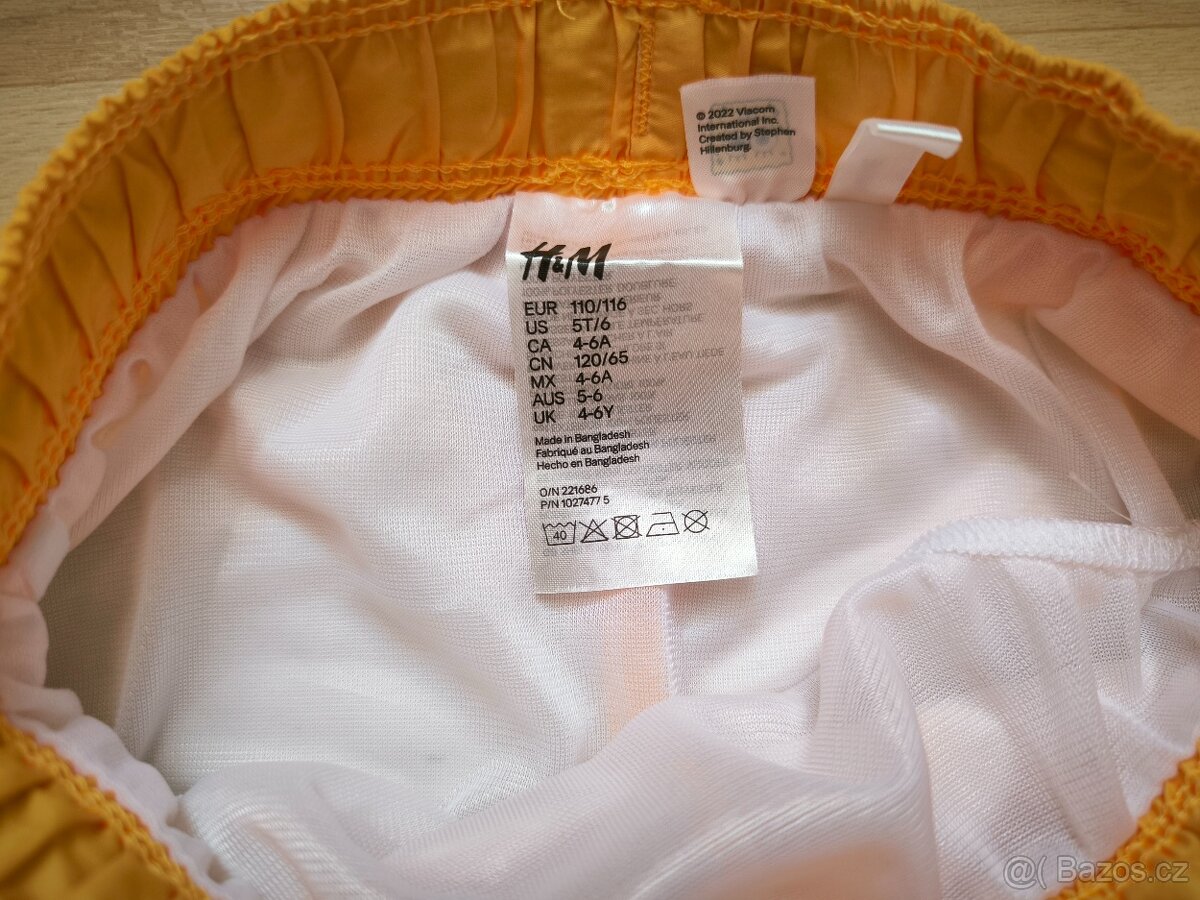 © 2022 Viacom
International Inc.
Created by Stephen
Hillenburg.
H&M
EUR 110/116
US 5T/6
CA 4-6A
CN 120/65
MX 4-6A
AUS 5-6
UK 4-6Y
Made in Bangladesh
Fabriqué au Bangladesh
Hecho en Bangladesh
O/N 221686
P/N 1027477 5
40
@( Bazoš.cz